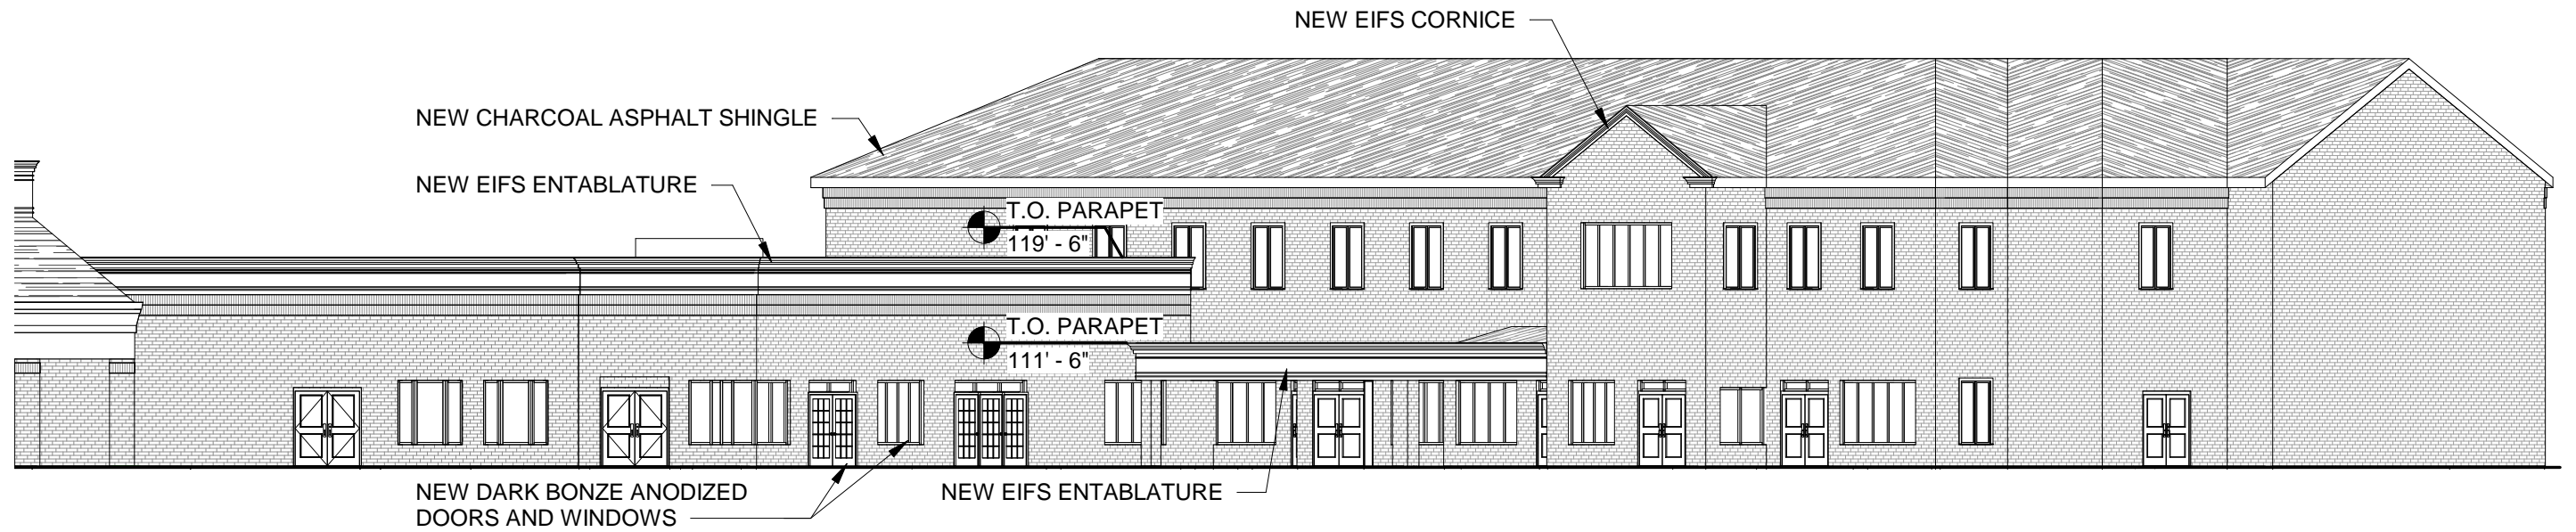 NEW EIFS CORNICE
NEW CHARCOAL ASPHALT SHINGLE
NEW EIFS ENTABLATURE
T.O. PARAPET
119' - 6"
T.O. PARAPET
111' - 6"
NEW DARK BONZE ANODIZED
DOORS AND WINDOWS
NEW EIFS ENTABLATURE